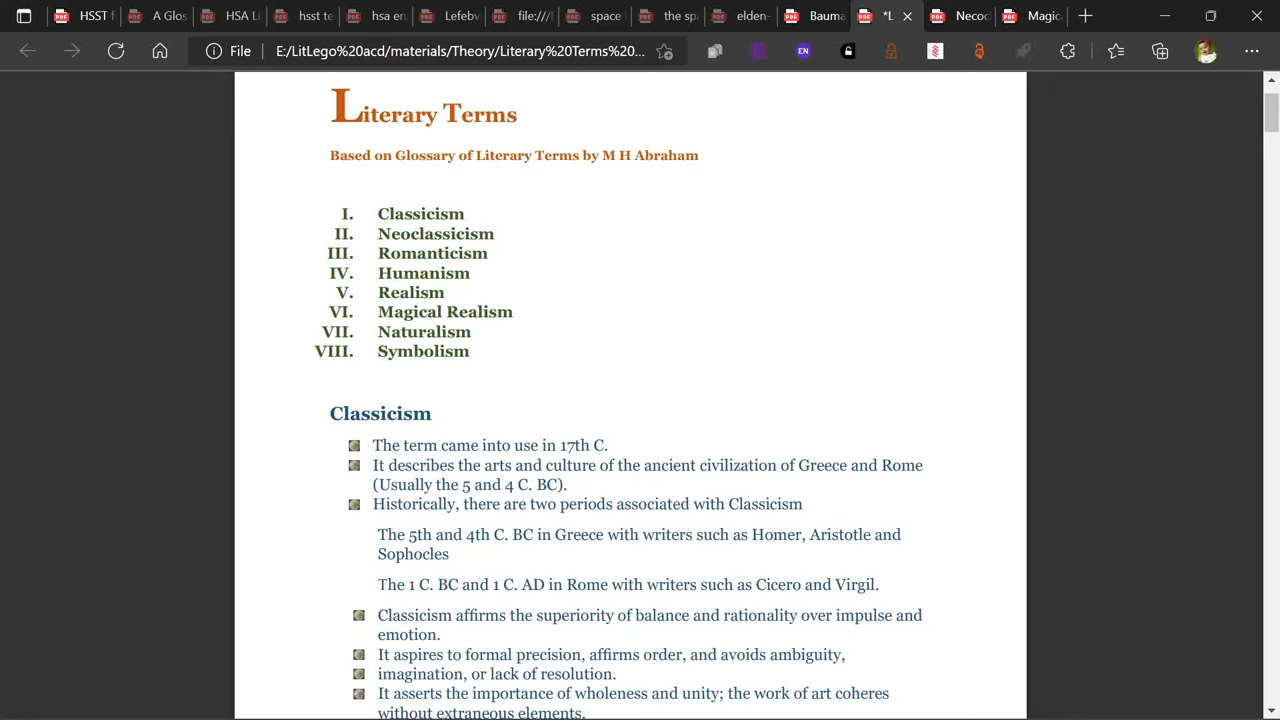 HSST f
A Glos
HSA Li
hsst te
hsa en
Lefebv
file:///
space
the sp
elden-
Bauma
*L
Neocl
Magic
File
E:/LitLego%20acd/materials/Theory/Literary%20Terms%20...
EN
Literary Terms
Based on Glossary of Literary Terms by M H Abraham
I. Classicism
II. Neoclassicism
III. Romanticism
IV. Humanism
V. Realism
VI. Magical Realism
VII. Naturalism
VIII. Symbolism
Classicism
The term came into use in 17th C.
It describes the arts and culture of the ancient civilization of Greece and Rome
(Usually the 5 and 4 C. BC).
Historically, there are two periods associated with Classicism
The 5th and 4th C. BC in Greece with writers such as Homer, Aristotle and
Sophocles
The 1 C. BC and 1 C. AD in Rome with writers such as Cicero and Virgil.
Classicism affirms the superiority of balance and rationality over impulse and
emotion.
It aspires to formal precision, affirms order, and avoids ambiguity,
imagination, or lack of resolution.
It asserts the importance of wholeness and unity; the work of art coheres
without extraneous elements.